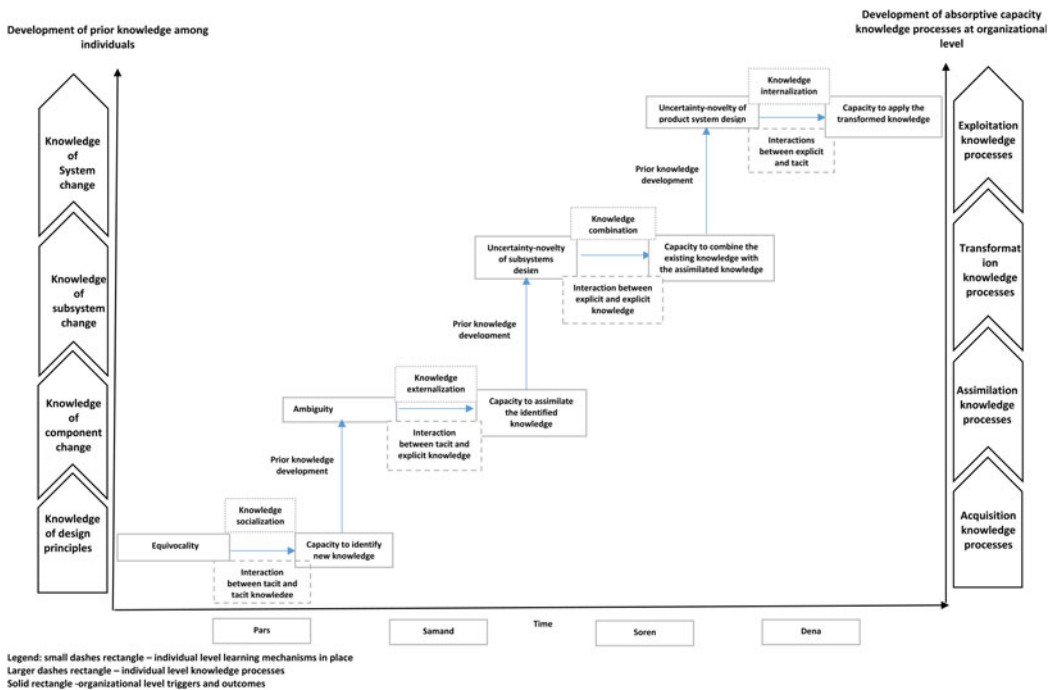 Development of prior knowledge among
individuals
Development of absorptive capacity
knowledge processes at organizational
level
Knowledge
of
System
change
Knowledge
of
subsystem
change
Knowledge
of
component
change
Knowledge
of design
principles
Equivocality
Knowledge
socialization
Interaction
between tacit and
tacit knowledge
Capacity to identify
new knowledge
Prior knowledge
development
Ambiguity
Knowledge
externalization
Interaction
between tacit and
explicit knowledge
Capacity to assimilate
the identified
knowledge
Prior knowledge
development
Uncertainty-novelty
of subsystems
design
Knowledge
combination
Interaction between
explicit and explicit
knowledge
Capacity to combine the
existing knowledge with
the assimilated knowledge
Prior knowledge
development
Uncertainty-novelty of
product system design
Knowledge
internalization
Interactions
between explicit
and tacit
Capacity to apply the
transformed knowledge
Exploitation
knowledge
processes
Transformat
ion
knowledge
processes
Assimilation
knowledge
processes
Acquisition
knowledge
processes
Time
Pars
Samand
Soren
Dena
Legend: small dashes rectangle – individual level learning mechanisms in place
Larger dashes rectangle – individual level knowledge processes
Solid rectangle -organizational level triggers and outcomes